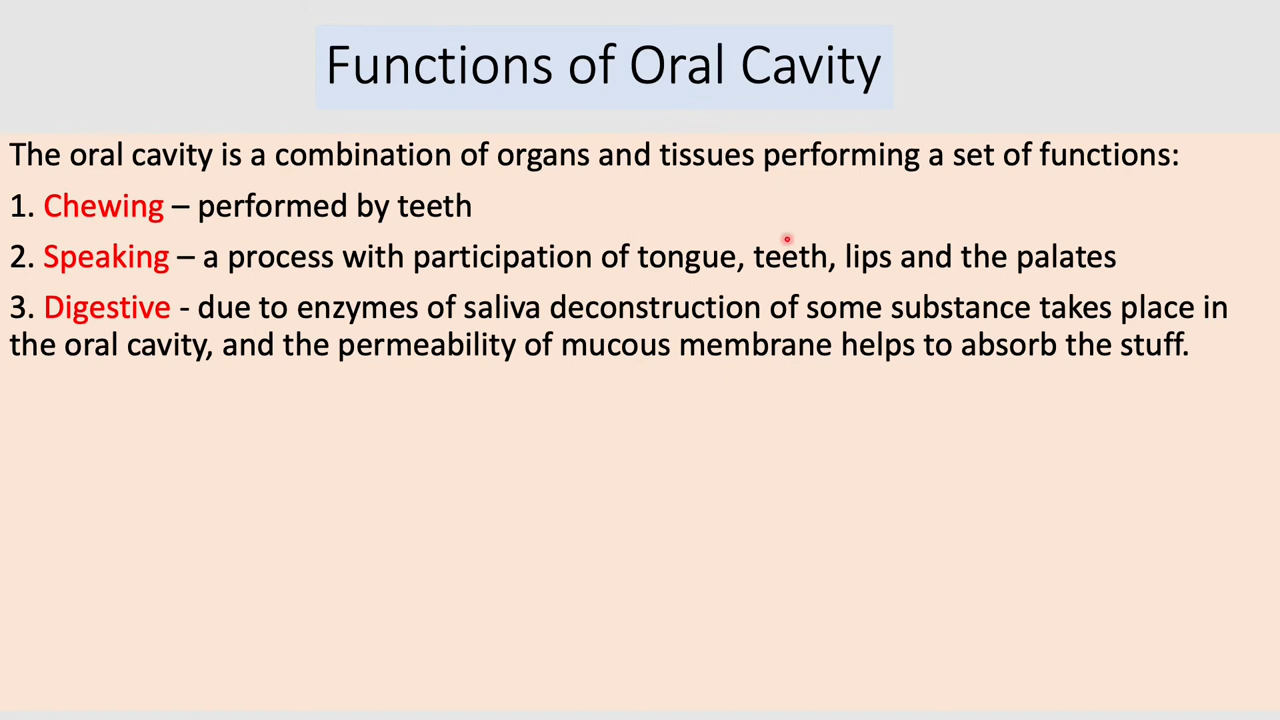 Functions of Oral Cavity
The oral cavity is a combination of organs and tissues performing a set of functions:
1. Chewing – performed by teeth
2. Speaking – a process with participation of tongue, teeth, lips and the palates
3. Digestive - due to enzymes of saliva deconstruction of some substance takes place in
the oral cavity, and the permeability of mucous membrane helps to absorb the stuff.